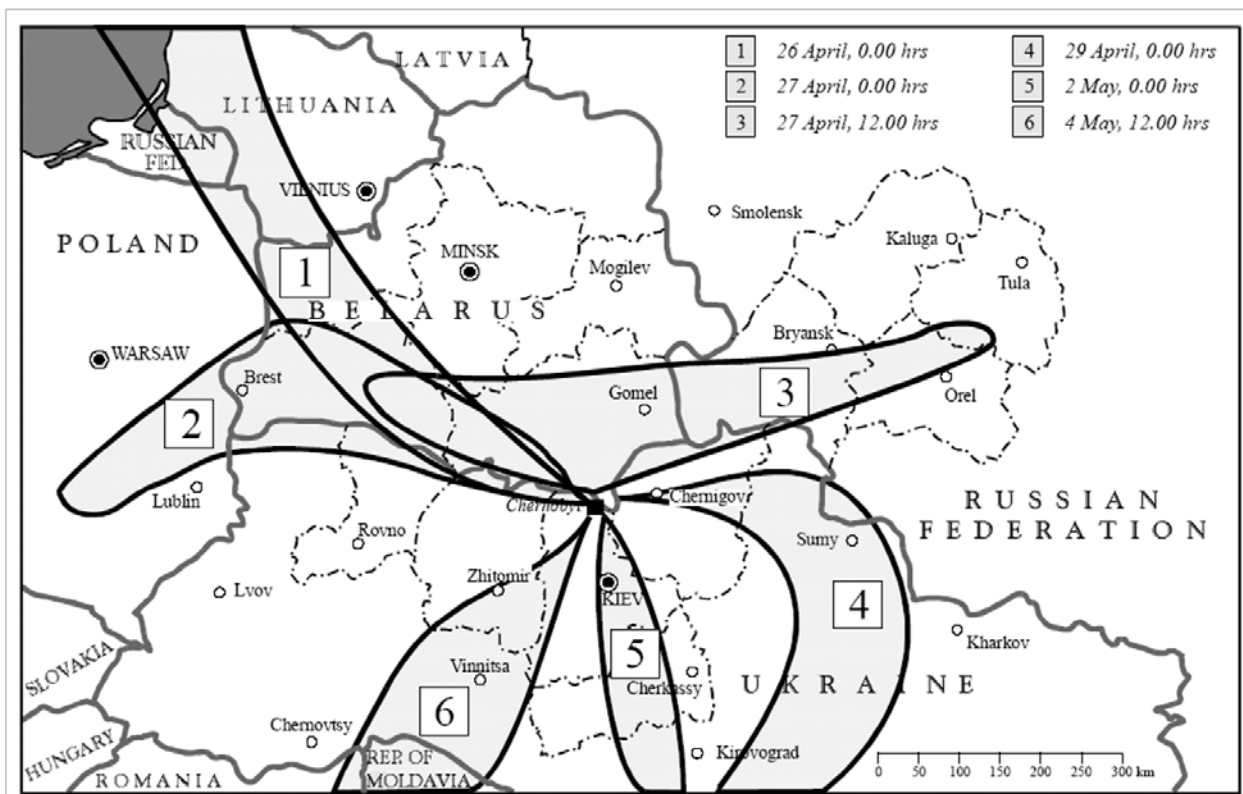 1 26 April, 0.00 hrs
2 27 April, 0.00 hrs
3 27 April, 12.00 hrs
4 29 April, 0.00 hrs
5 2 May, 0.00 hrs
6 4 May, 12.00 hrs
LATVIA
LITHUANIA
RUSSIAN
FED.
VILNIUS
Smolensk
POLAND
Kaluga
MINSK
Mogilev
Tula
1
BELARUS
Bryansk
WARSAW
Brest
Gomel
3
Orel
2
Lublin
Chernobyl
Chernigov
RUSSIAN
FEDERATION
Rovno
Sumy
Zhitomir
Lvov
KIEV
4
Kharkov
SLOVAKIA
Vinnitsa
5
Cherkassy
UKRAINE
6
Chernovtsy
HUNGARY
REP. OF
MOLDAVIA
Kirovograd
ROMANIA
0 50 100 150 200 250 300 km